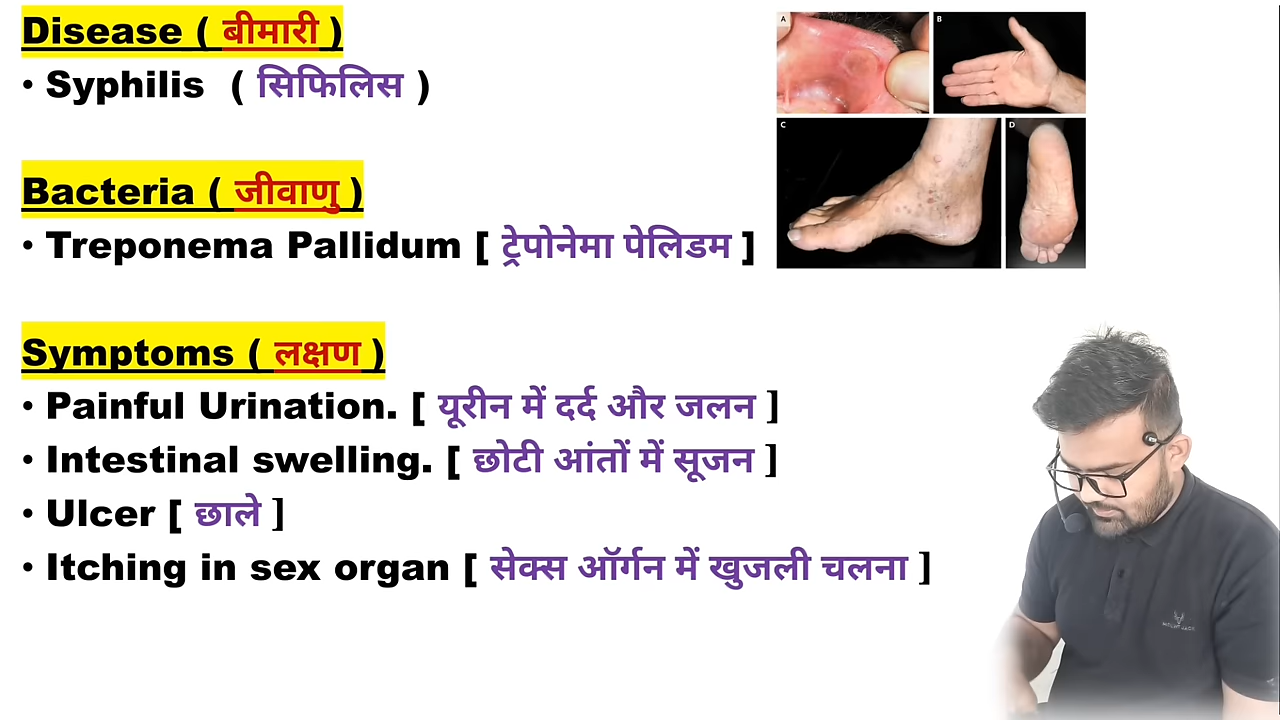 Disease ( बीमारी )
• Syphilis ( सिफिलिस )
Bacteria ( जीवाणु )
• Treponema Pallidum [ ट्रेपोनेमा पेलिडम ]
Symptoms ( लक्षण )
• Painful Urination. [ यूरीन में दर्द और जलन ]
• Intestinal swelling. [ छोटी आंतों में सूजन ]
• Ulcer [ छाले ]
• Itching in sex organ [ सेक्स ऑर्गन में खुजली चलना ]
A
B
C
D